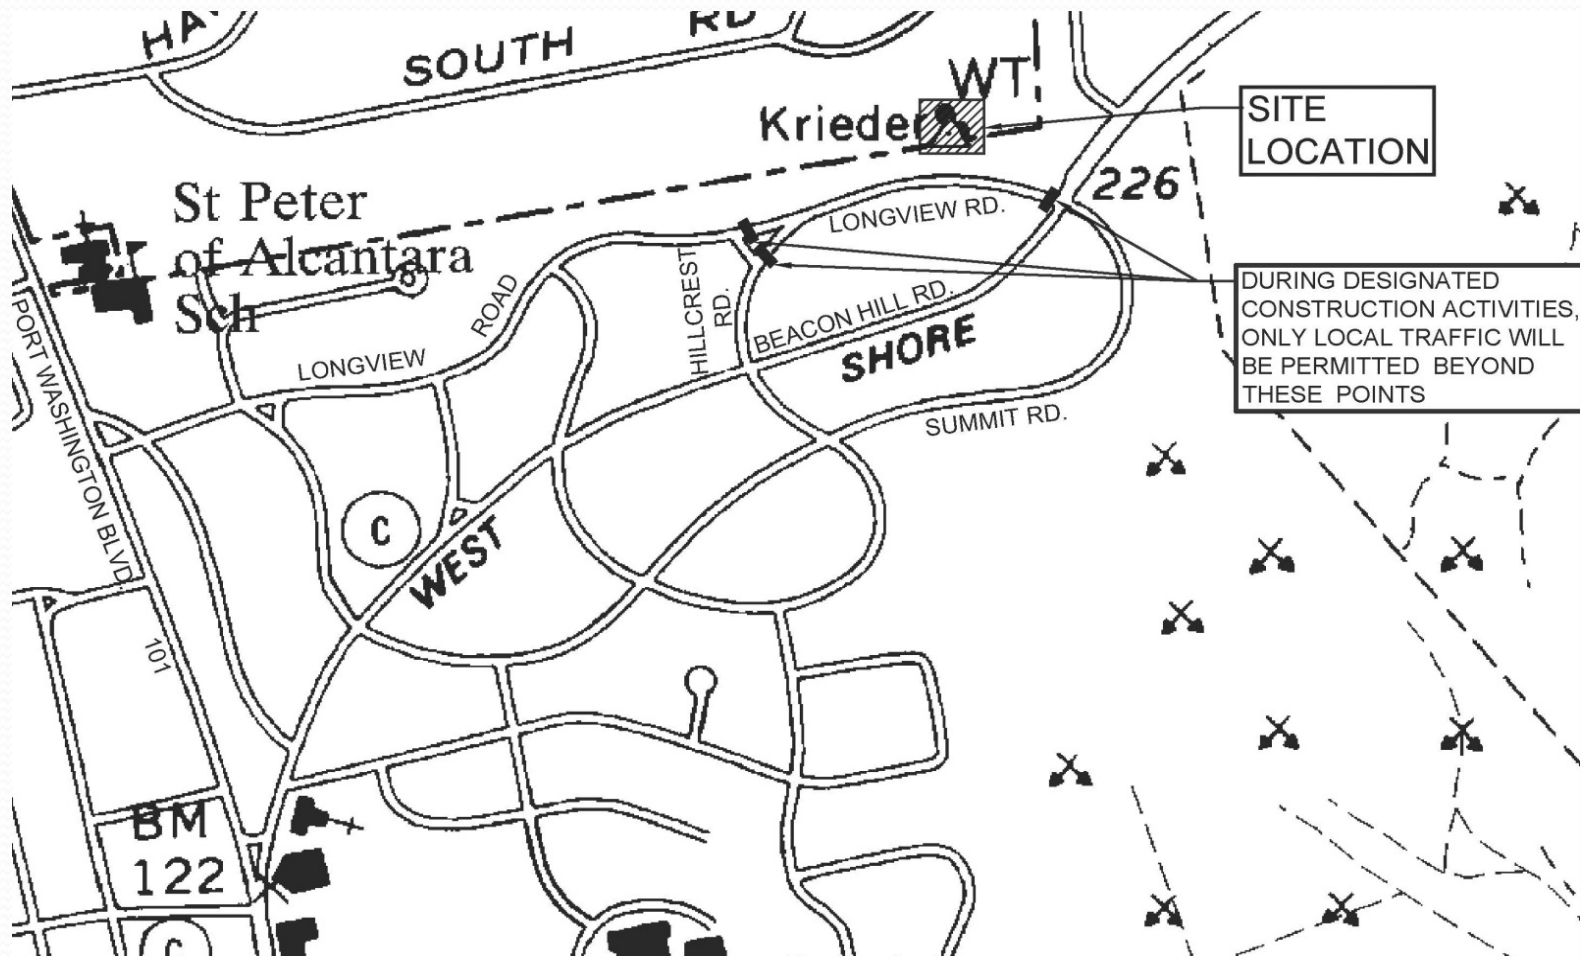 SOUTH
RD
WT
Kriede
SITE
LOCATION
226
St Peter
of Alcantara
Sch
LONGVIEW RD.
DURING DESIGNATED
CONSTRUCTION ACTIVITIES,
ONLY LOCAL TRAFFIC WILL
BE PERMITTED BEYOND
THESE POINTS
PORT WASHINGTON BLVD.
LONGVIEW
ROAD
HILLCREST
RD.
BEACON HILL RD.
SHORE
SUMMIT RD.
C
WEST
101
BM
122
C